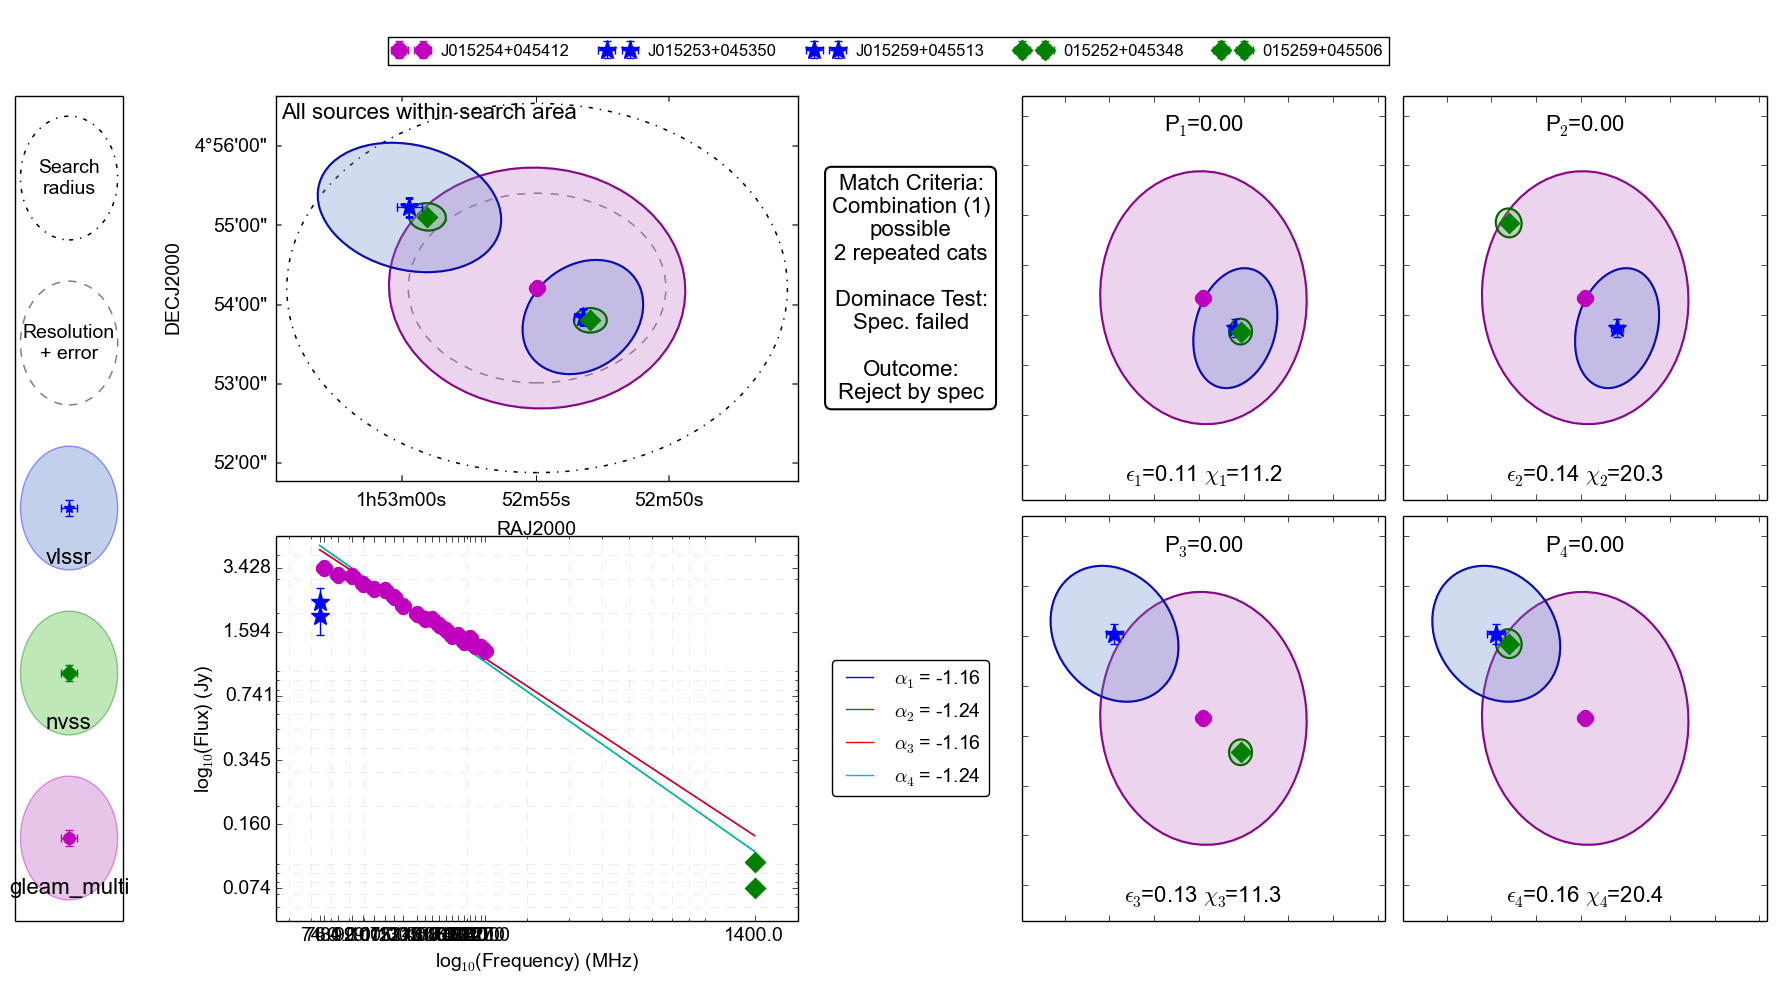 J015254+045412 J015253+045350 J015259+045513 015252+045348 015259+045506
Search
radius
Resolution
+ error
vlssr
nvss
gleam_multi
All sources within search area
4°56'00"
55'00"
54'00"
53'00"
52'00"
DECJ2000
1h53m00s 52m55s 52m50s
RAJ2000
Match Criteria:
Combination (1)
possible
2 repeated cats
Dominace Test:
Spec. failed
Outcome:
Reject by spec
P1=0.00
ϵ1=0.11 χ1=11.2
P2=0.00
ϵ2=0.14 χ2=20.3
3.428
1.594
0.741
0.345
0.160
0.074
log10(Flux) (Jy)
1400.0
log10(Frequency) (MHz)
α1 = -1.16
α2 = -1.24
α3 = -1.16
α4 = -1.24
P3=0.00
ϵ3=0.13 χ3=11.3
P4=0.00
ϵ4=0.16 χ4=20.4